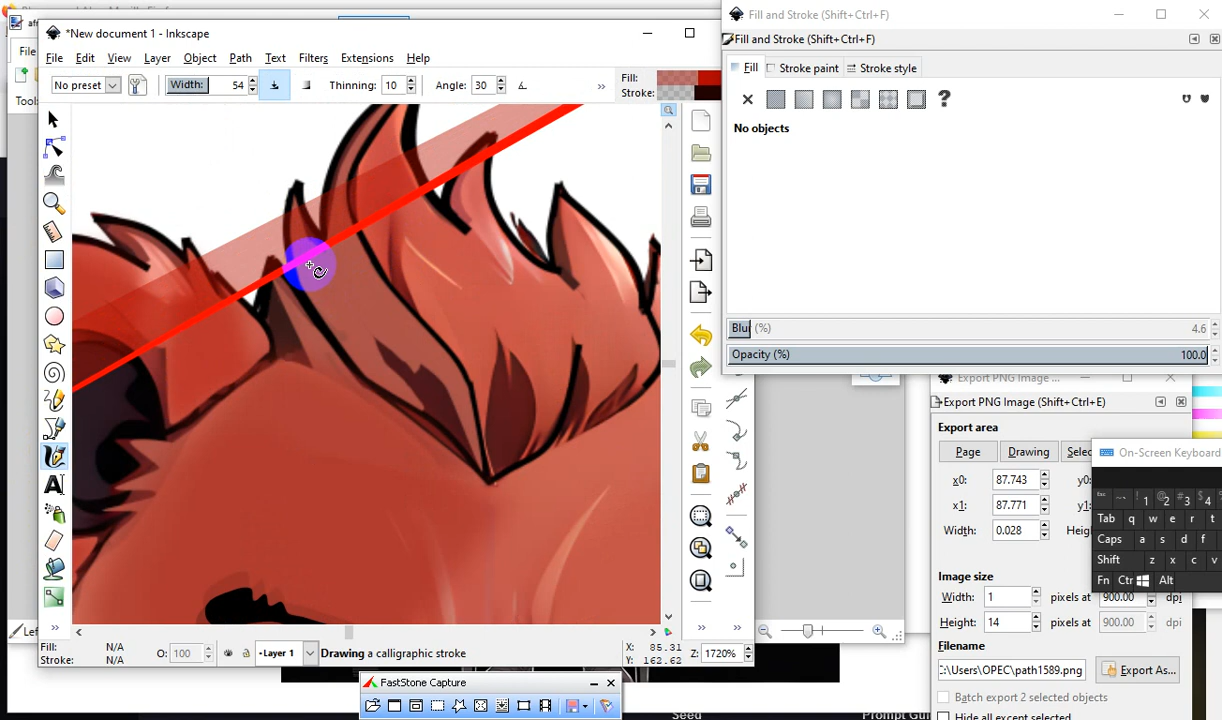 *New document 1 - Inkscape
File Edit View Layer Object Path Text Filters Extensions Help
No preset Width: 54 Thinning: 10 Angle: 30 » Fill:
Stroke:
File
Tools
Fill and Stroke (Shift+Ctrl+F)
Fill and Stroke (Shift+Ctrl+F)
Fill Stroke paint Stroke style
No objects
Blur (%) 4.6
Opacity (%) 100.0
Export PNG Image ...
Export PNG Image (Shift+Ctrl+E)
Export area
Page Drawing Selec
x0: 87.743 y0:
x1: 87.771 y1:
Width: 0.028 Heigh
Image size
Width: 1 pixels at 900.00 dpi
Height: 14 pixels at 900.00 dpi
Filename
:\Users\OPEC\path1589.png Export As...
Batch export 2 selected objects
Hide all except selected
On-Screen Keyboard
esc ~ ` ! 1 @ 2 # 3 $ 4
Tab q w e r t
Caps a s d f
Shift z x c v
Fn Ctr Alt
Fill: N/A
Stroke: N/A
O: 100 •Layer 1 Drawing a calligraphic stroke X: 85.31
Y: 162.62 Z: 1720%
FastStone Capture
Seed